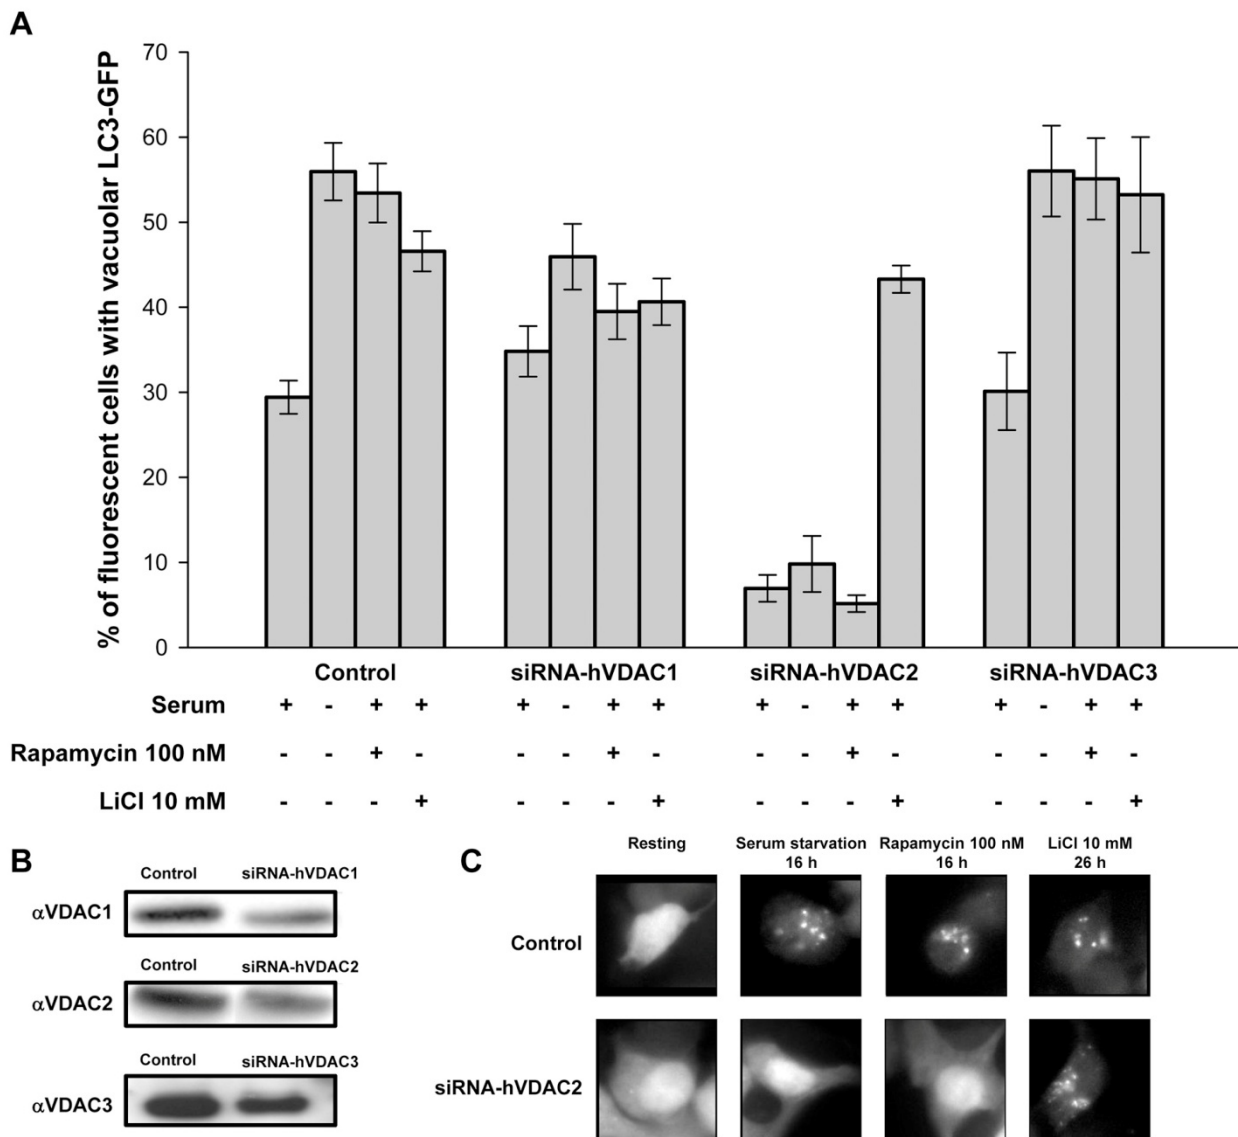 A
% of fluorescent cells with vacuolar LC3-GFP
70
60
50
40
30
20
10
0
Control siRNA-hVDAC1 siRNA-hVDAC2 siRNA-hVDAC3
Serum + - + + + - + + + - + + + - + +
Rapamycin 100 nM - - + - - - + - - - + - - - + -
LiCl 10 mM - - - + - - - + - - - + - - - +
B
Control siRNA-hVDAC1
αVDAC1
Control siRNA-hVDAC2
αVDAC2
Control siRNA-hVDAC3
αVDAC3
C
Resting Serum starvation Rapamycin 100 nM LiCl 10 mM
16 h 16 h 26 h
Control
siRNA-hVDAC2